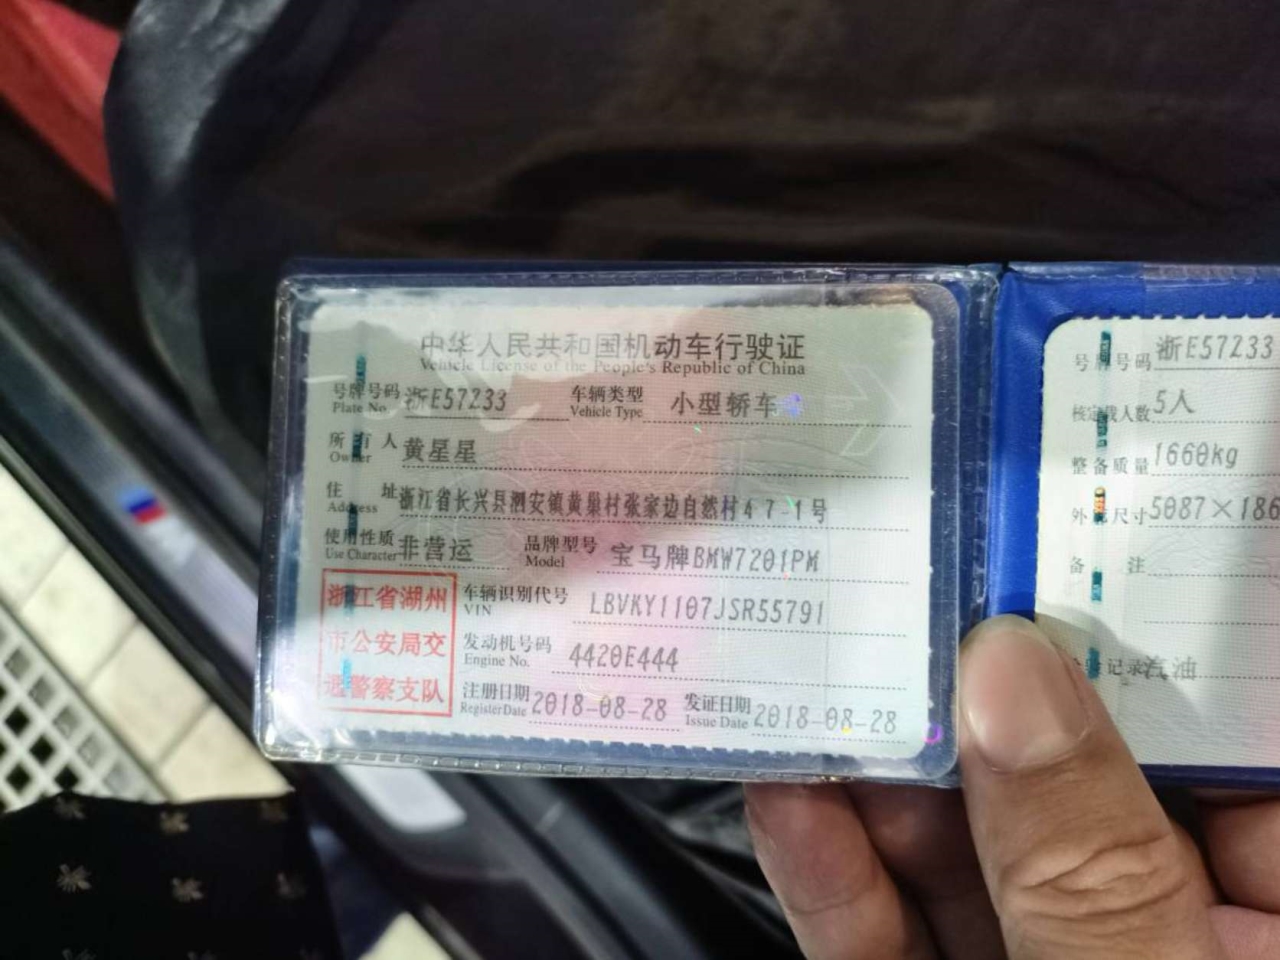 中华人民共和国机动车行驶证
Vehicle License of the People's Republic of China
号牌号码 浙E57Z33 车辆类型 小型轿车
Plate No. Vehicle Type
所有人 黄星星
Owner
住址 浙江省长兴县泗安镇黄巢村张家边自然村47-1号
Address
使用性质 非营运 品牌型号 宝马牌BMW7201PM
Use Character Model
浙江省湖州
市公安局交
通警察支队
车辆识别代号 LBVKY1107JSR55791
VIN
发动机号码 4420E444
Engine No.
注册日期 2018-08-28 发证日期 2018-08-28
Register Date Issue Date
号牌号码 浙E57Z33
核定载人数 5人
整备质量 1660kg
外廓尺寸 5087×186
备注
检验记录 汽油